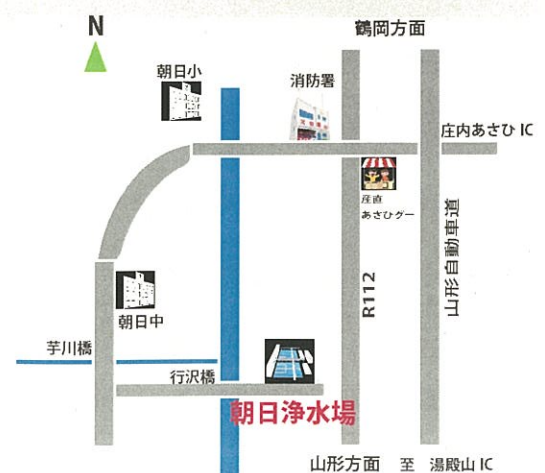 N
鶴岡方面
朝日小
消防署
庄内あさひ IC
産直
あさひグー
山形自動車道
R112
朝日中
芋川橋
行沢橋
朝日浄水場
山形方面 至 湯殿山 IC